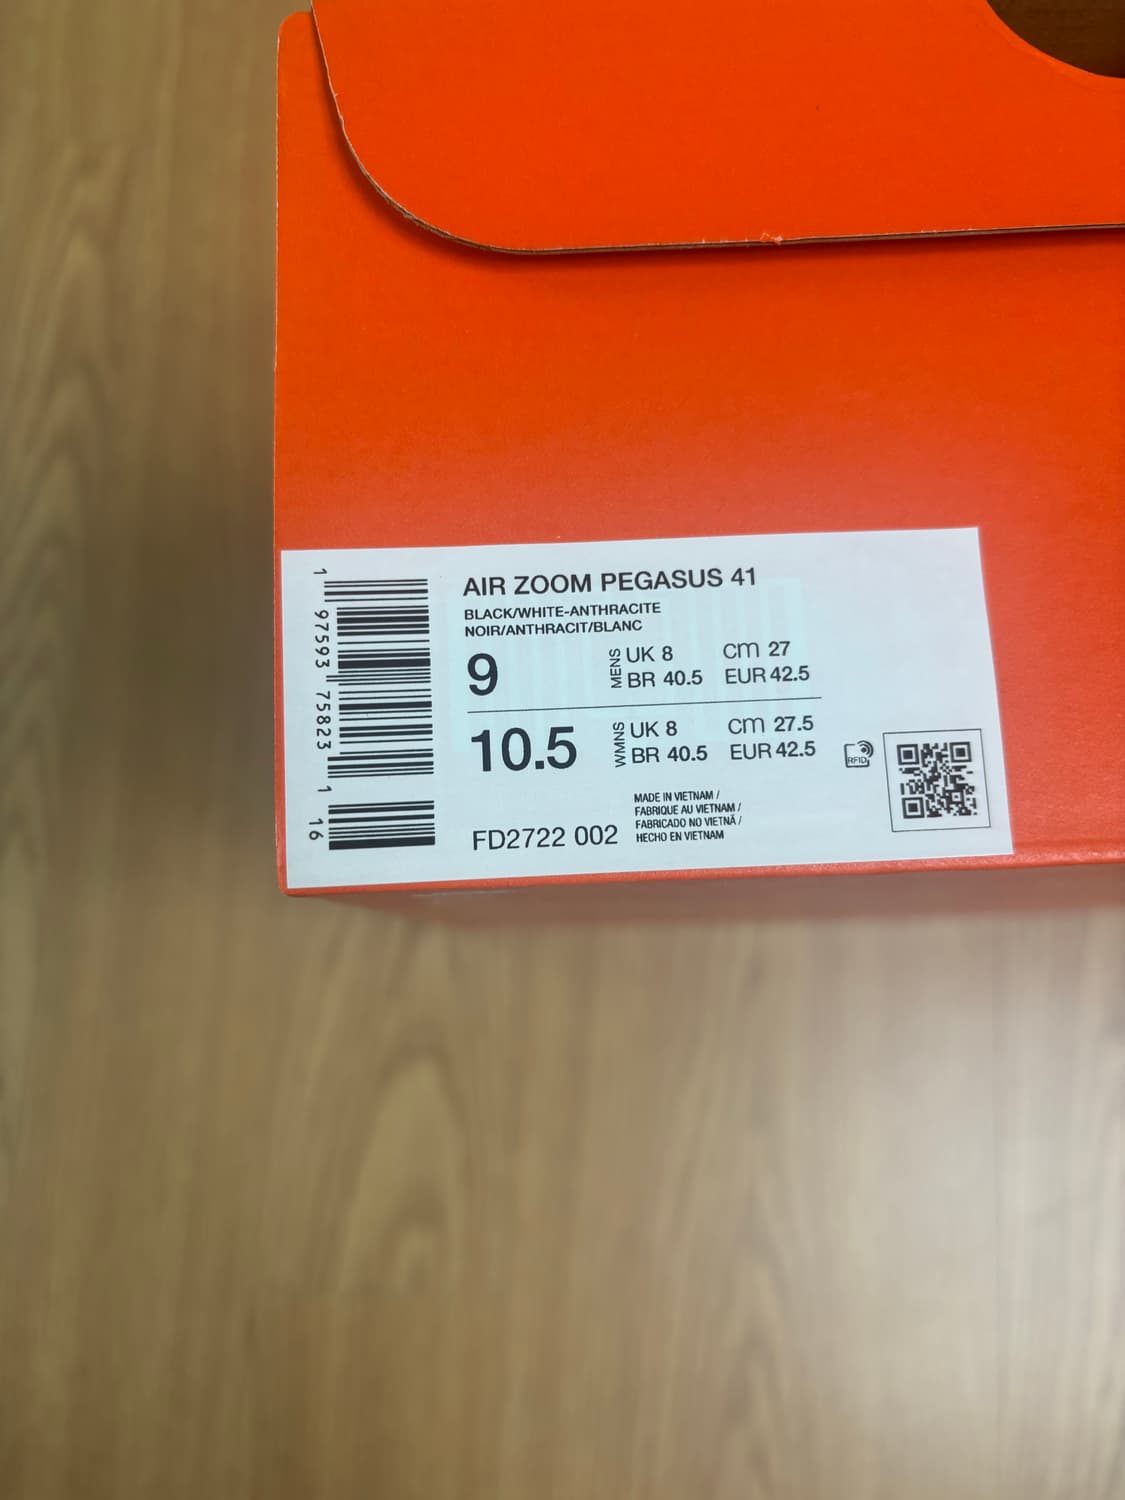 AIR ZOOM PEGASUS 41
BLACK/WHITE-ANTHRACITE
NOIR/ANTHRACIT/BLANC
9 MENS UK 8 cm 27
BR 40.5 EUR 42.5
10.5 WMNS UK 8 cm 27.5
BR 40.5 EUR 42.5
RFID
MADE IN VIETNAM /
FABRIQUE AU VIETNAM /
FABRICADO NO VIETNÃ /
HECHO EN VIETNAM
FD2722 002
1 97593 75823 1
16